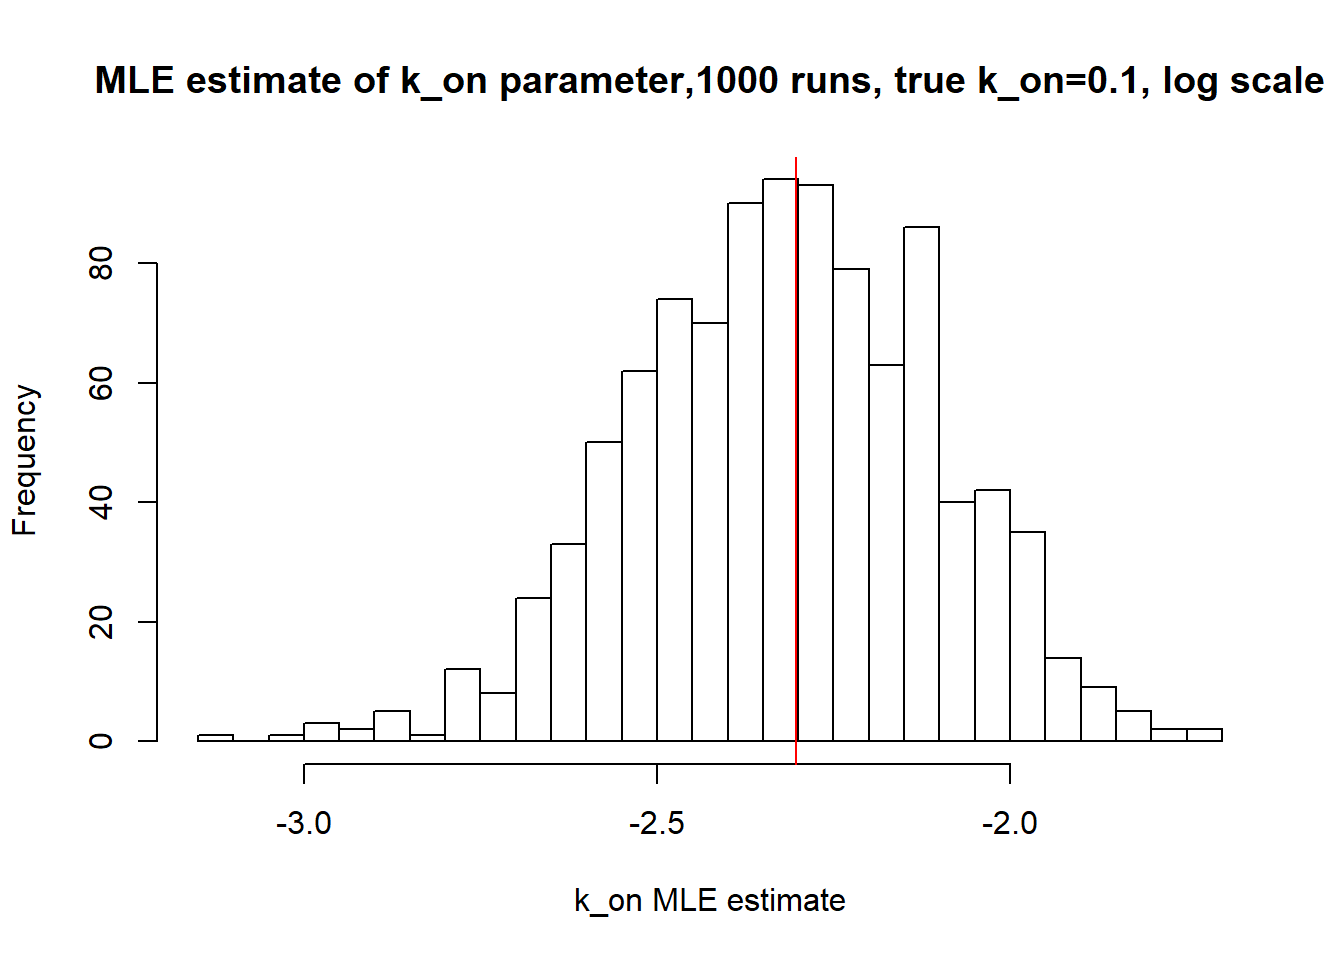 MLE estimate of k_on parameter,1000 runs, true k_on=0.1, log scale
80
60
40
20
0
Frequency
-3.0
-2.5
-2.0
k_on MLE estimate